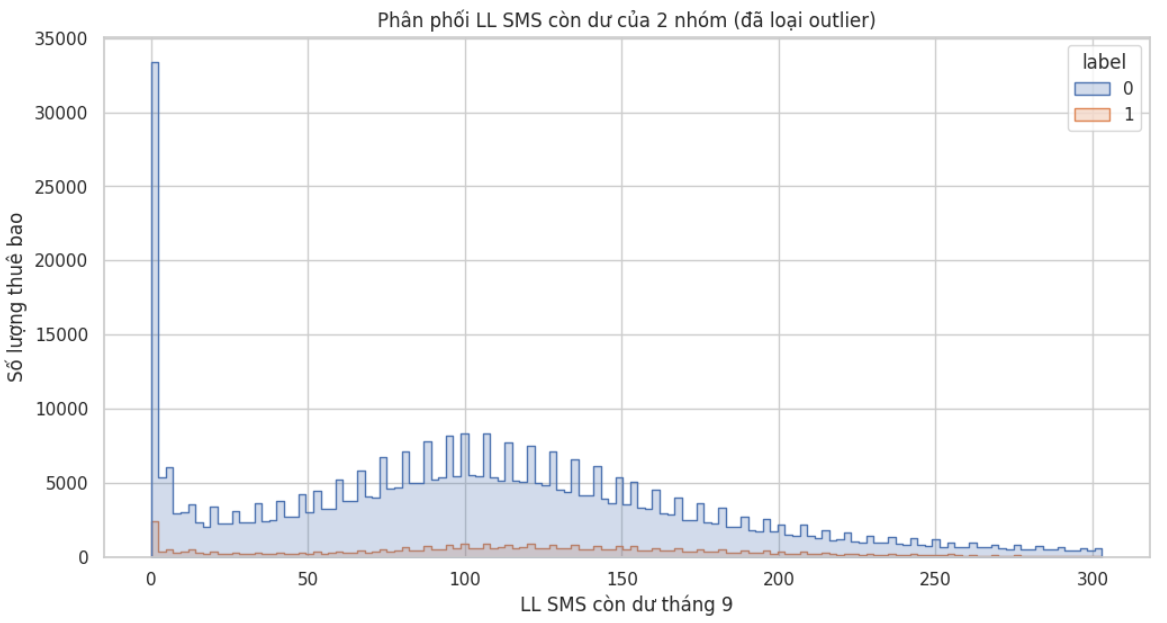 Phân phối LL SMS còn dư của 2 nhóm (đã loại outlier)
35000
30000
25000
20000
15000
10000
5000
0
Số lượng thuê bao
label
0
1
0 50 100 150 200 250 300
LL SMS còn dư tháng 9